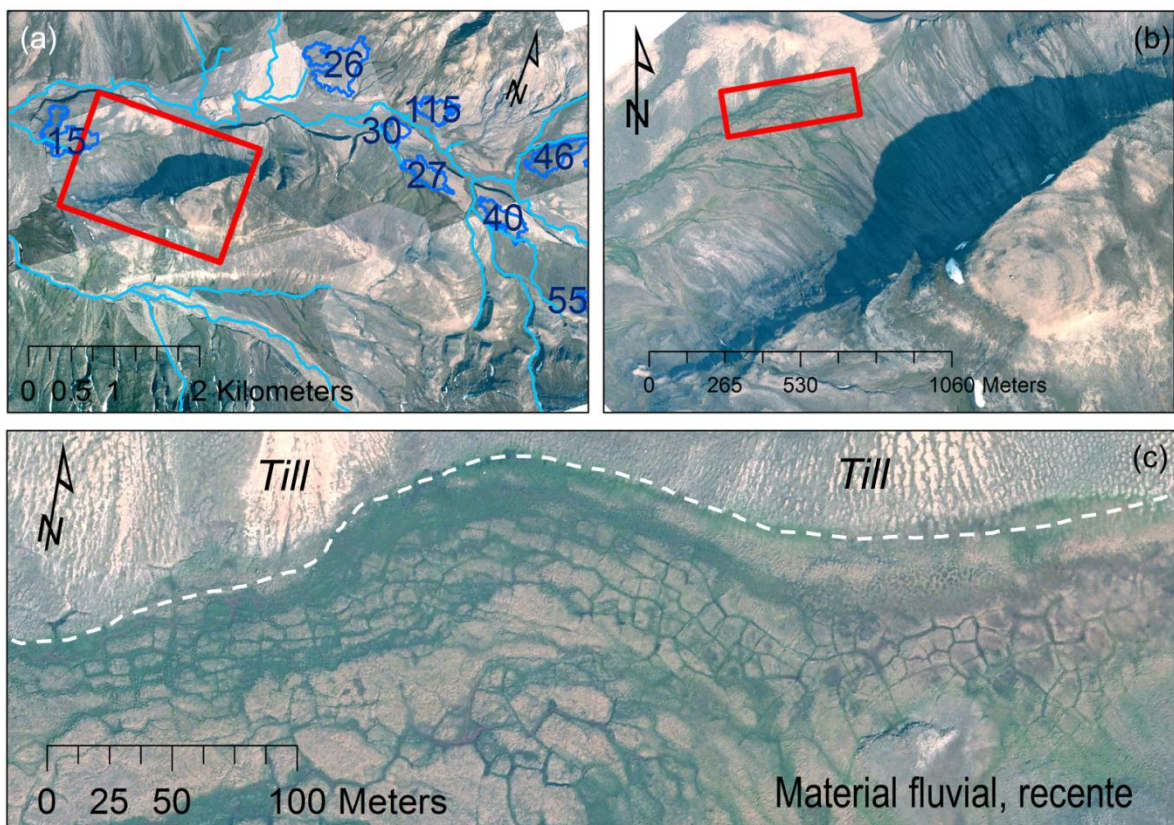 (a)
N
26
15
115
30
46
27
40
55
0 0.5 1 2 Kilometers
(b)
N
0 265 530 1060 Meters
(c)
N
Till Till
0 25 50 100 Meters
Material fluvial, recente